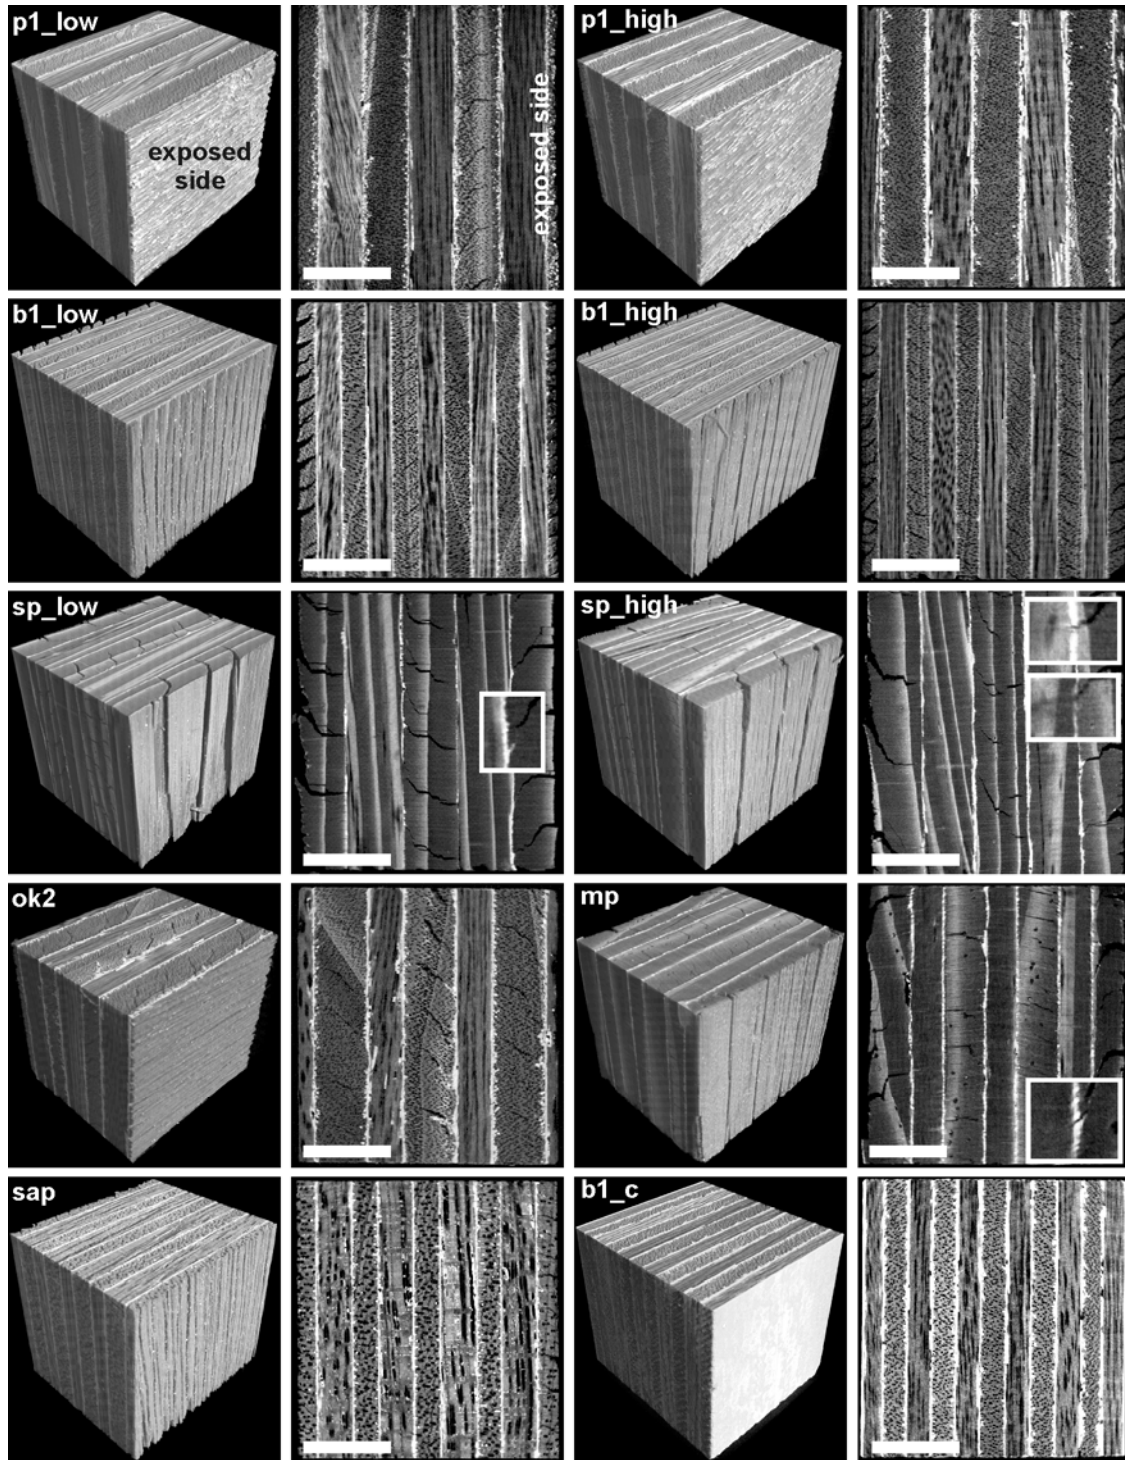 p1_low
exposed
side
exposed side
p1_high
b1_low
b1_high
sp_low
sp_high
ok2
mp
sap
b1_c